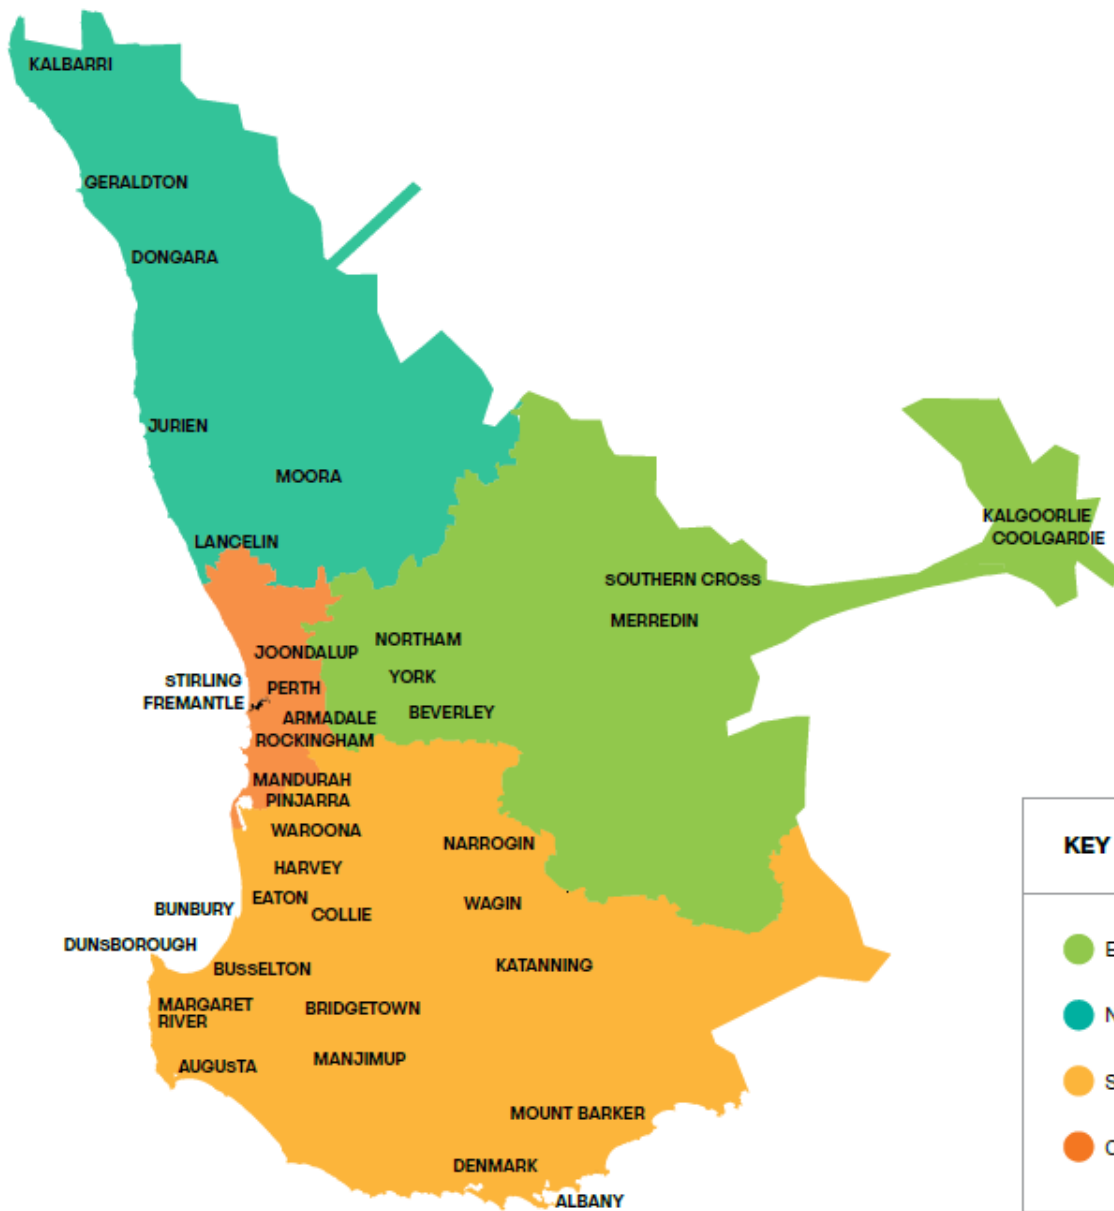 KALBARRI
GERALDTON
DONGARA
JURIEN
MOORA
LANCELIN
KALGOORLIE
COOLGARDIE
SOUTHERN CROSS
MERREDIN
NORTHAM
JOONDALUP
YORK
STIRLING
PERTH
FREMANTLE
BEVERLEY
ARMADALE
ROCKINGHAM
MANDURAH
PINJARRA
WAROONA
NARROGIN
HARVEY
EATON
WAGIN
BUNBURY
COLLIE
DUNSBOROUGH
BUSSELTON
KATANNING
MARGARET
RIVER
BRIDGETOWN
MANJIMUP
AUGUSTA
MOUNT BARKER
DENMARK
ALBANY
KEY
E
N
S
C